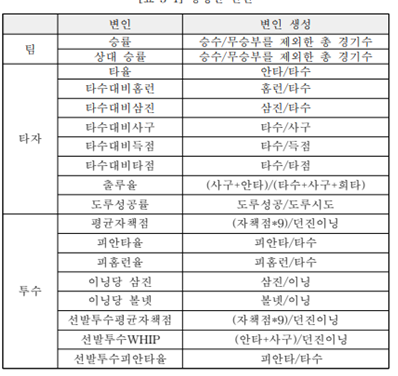 변인 변인 생성
팀 승률 승수/무승부를 제외한 총 경기수
상대 승률 승수/무승부를 제외한 총 경기수
타자 타율 안타/타수
타수대비홈런 홈런/타수
타수대비삼진 삼진/타수
타수대비사구 타수/사구
타수대비득점 타수/득점
타수대비타점 타수/타점
출루율 (사구+안타)/(타수+사구+희타)
도루성공률 도루성공/도루시도
투수 평균자책점 (자책점*9)/던진이닝
피안타율 피안타/타수
피홈런율 피홈런/타수
이닝당 삼진 삼진/이닝
이닝당 볼넷 볼넷/이닝
선발투수평균자책점 (자책점*9)/던진이닝
선발투수WHIP (안타+사구)/던진이닝
선발투수피안타율 피안타/타수